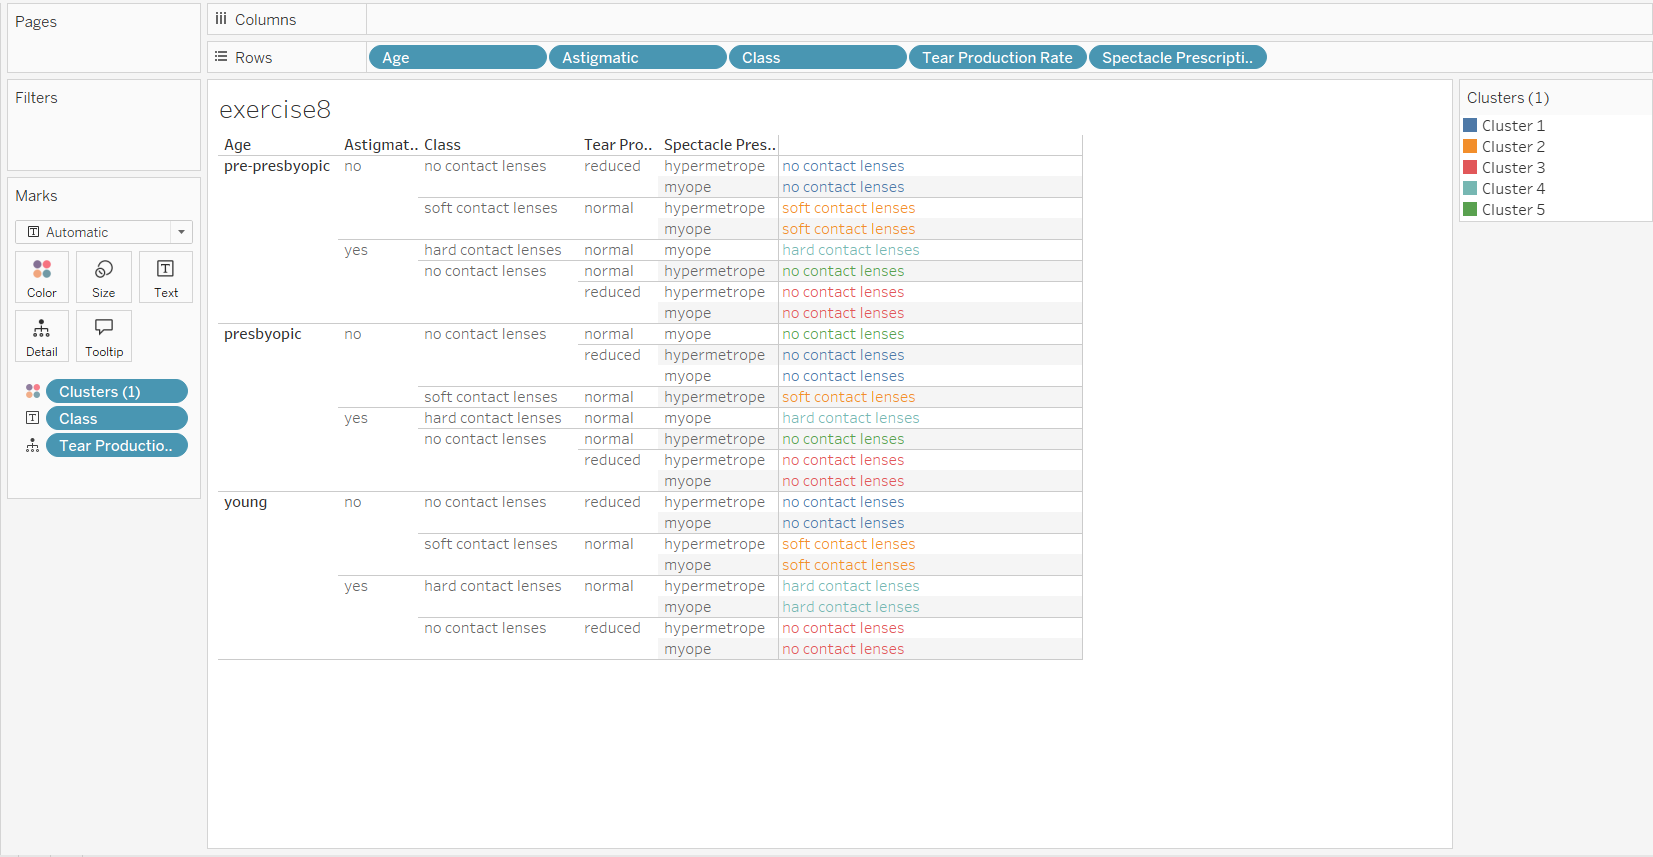 Pages
Columns
Rows Age Astigmatic Class Tear Production Rate Spectacle Prescripti..
Filters
Marks
Automatic
Color Size Text
Detail Tooltip
Clusters (1)
Class
Tear Productio..
exercise8
Age Astigmat.. Class Tear Pro.. Spectacle Pres..
pre-presbyopic no no contact lenses reduced hypermetrope no contact lenses
myope no contact lenses
soft contact lenses normal hypermetrope soft contact lenses
myope soft contact lenses
yes hard contact lenses normal myope hard contact lenses
no contact lenses normal hypermetrope no contact lenses
reduced hypermetrope no contact lenses
myope no contact lenses
presbyopic no no contact lenses normal myope no contact lenses
reduced hypermetrope no contact lenses
myope no contact lenses
soft contact lenses normal hypermetrope soft contact lenses
yes hard contact lenses normal myope hard contact lenses
no contact lenses normal hypermetrope no contact lenses
reduced hypermetrope no contact lenses
myope no contact lenses
young no no contact lenses reduced hypermetrope no contact lenses
myope no contact lenses
soft contact lenses normal hypermetrope soft contact lenses
myope soft contact lenses
yes hard contact lenses normal hypermetrope hard contact lenses
myope hard contact lenses
no contact lenses reduced hypermetrope no contact lenses
myope no contact lenses
Clusters (1)
Cluster 1
Cluster 2
Cluster 3
Cluster 4
Cluster 5